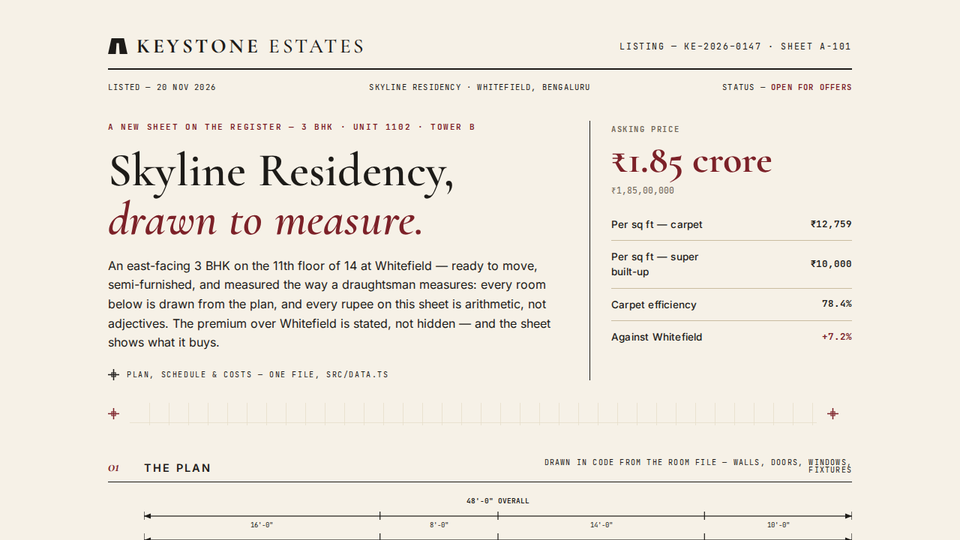 KEYSTONE ESTATES
LISTING — KE-2026-0147 · SHEET A-101
LISTED — 20 NOV 2026
SKYLINE RESIDENCY · WHITEFIELD, BENGALURU
STATUS — OPEN FOR OFFERS
A NEW SHEET ON THE REGISTER — 3 BHK · UNIT 1102 · TOWER B
Skyline Residency,
drawn to measure.
An east-facing 3 BHK on the 11th floor of 14 at Whitefield — ready to move,
semi-furnished, and measured the way a draughtsman measures: every room
below is drawn from the plan, and every rupee on this sheet is arithmetic, not
adjectives. The premium over Whitefield is stated, not hidden — and the sheet
shows what it buys.
PLAN, SCHEDULE & COSTS — ONE FILE, SRC/DATA.TS
ASKING PRICE
₹1.85 crore
₹1,85,00,000
Per sq ft — carpet ₹12,759
Per sq ft — super
built-up ₹10,000
Carpet efficiency 78.4%
Against Whitefield +7.2%
01 THE PLAN
DRAWN IN CODE FROM THE ROOM FILE — WALLS, DOORS, WINDOWS,
FIXTURES
48'-0" OVERALL
16'-0" 8'-0" 14'-0" 10'-0"